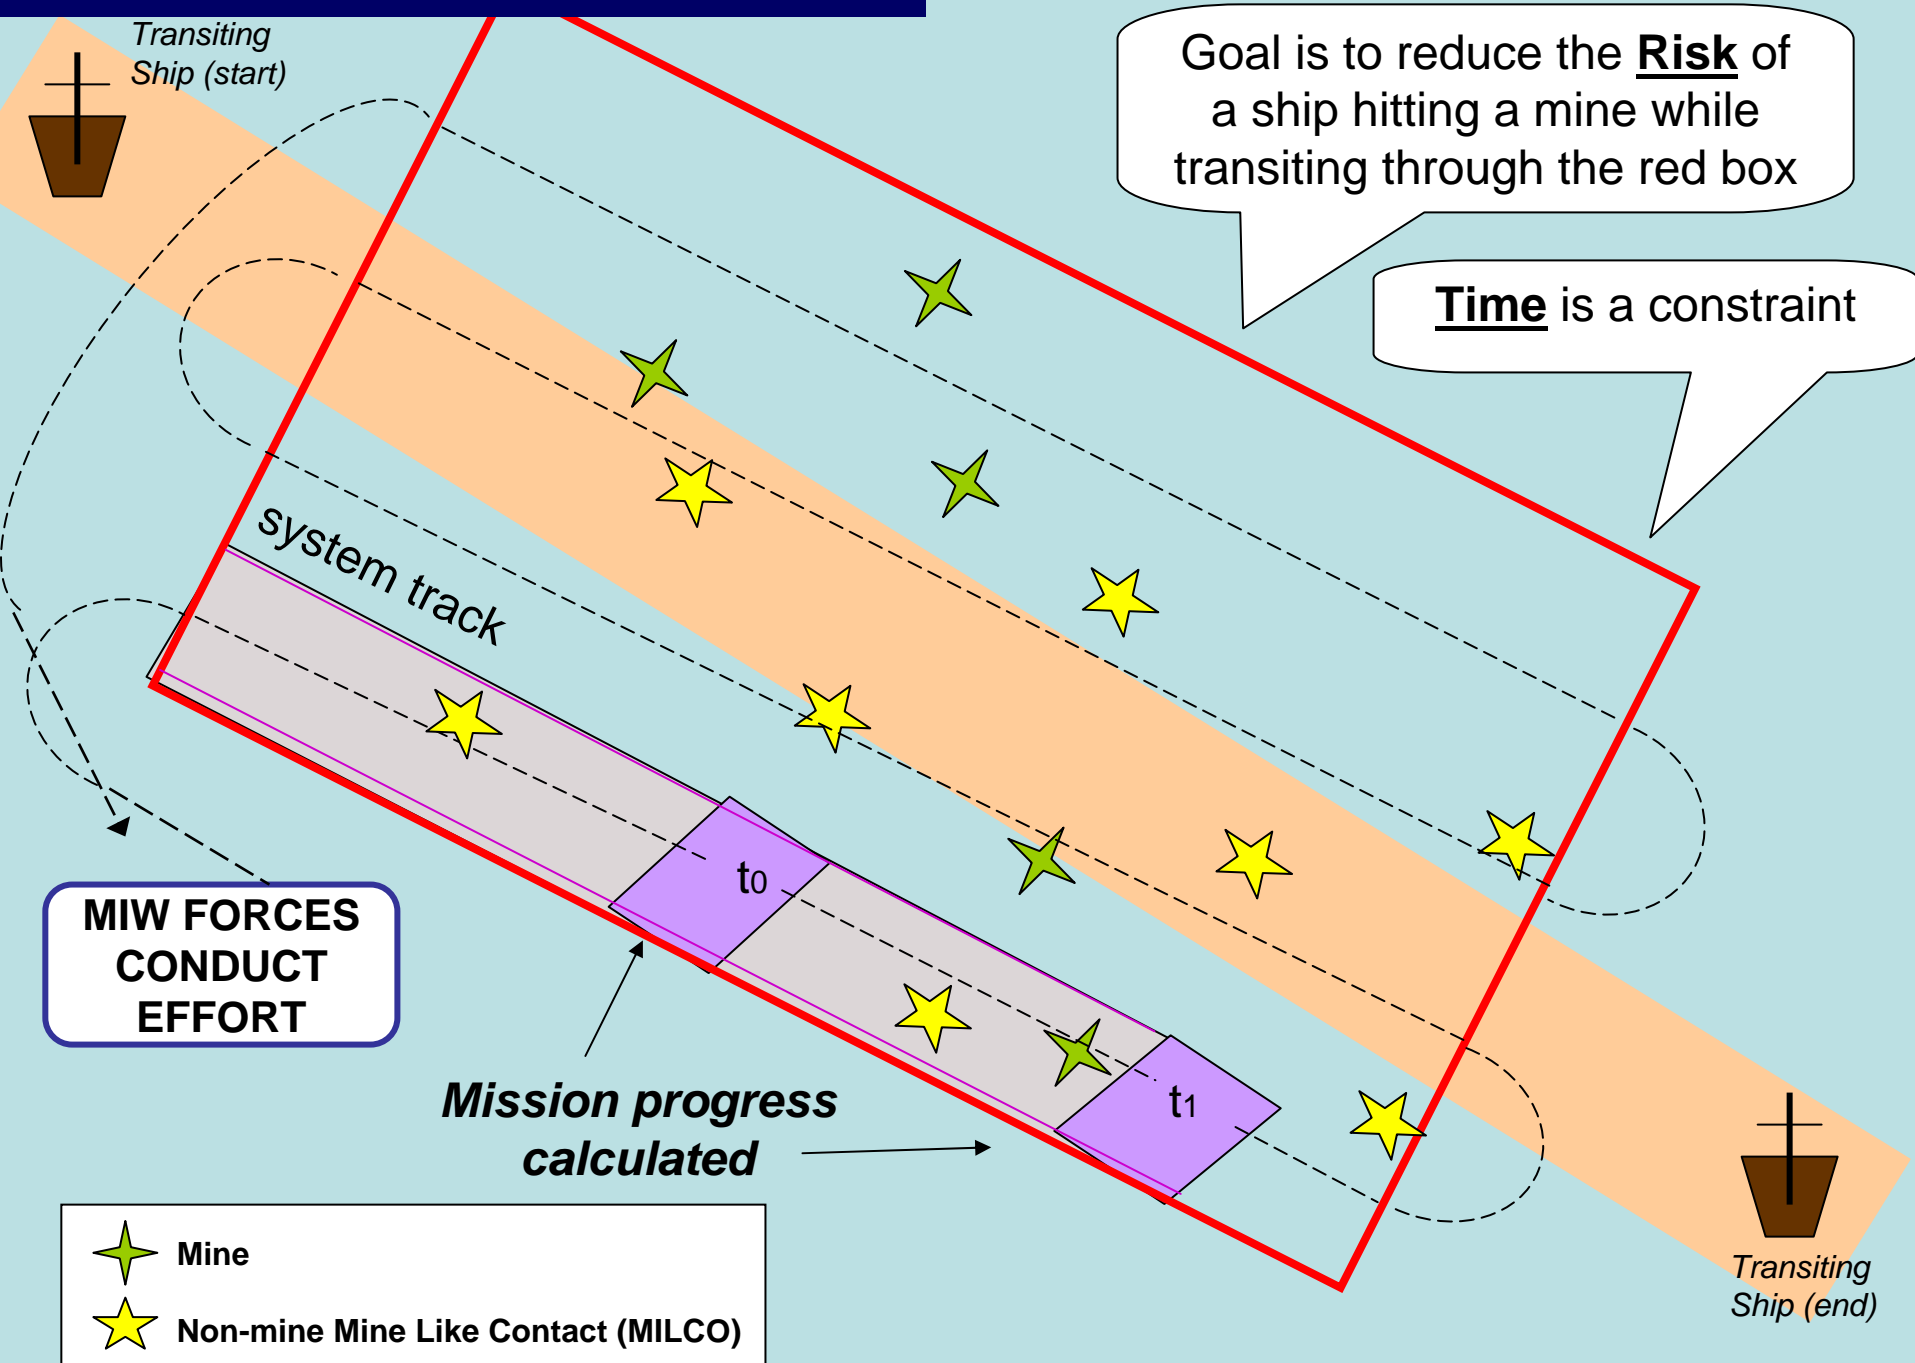 Transiting
Ship (start)
Goal is to reduce the Risk of
a ship hitting a mine while
transiting through the red box
Time is a constraint
system track
t0
t1
MIW FORCES
CONDUCT
EFFORT
Mission progress
calculated
Mine
Non-mine Mine Like Contact (MILCO)
Transiting
Ship (end)